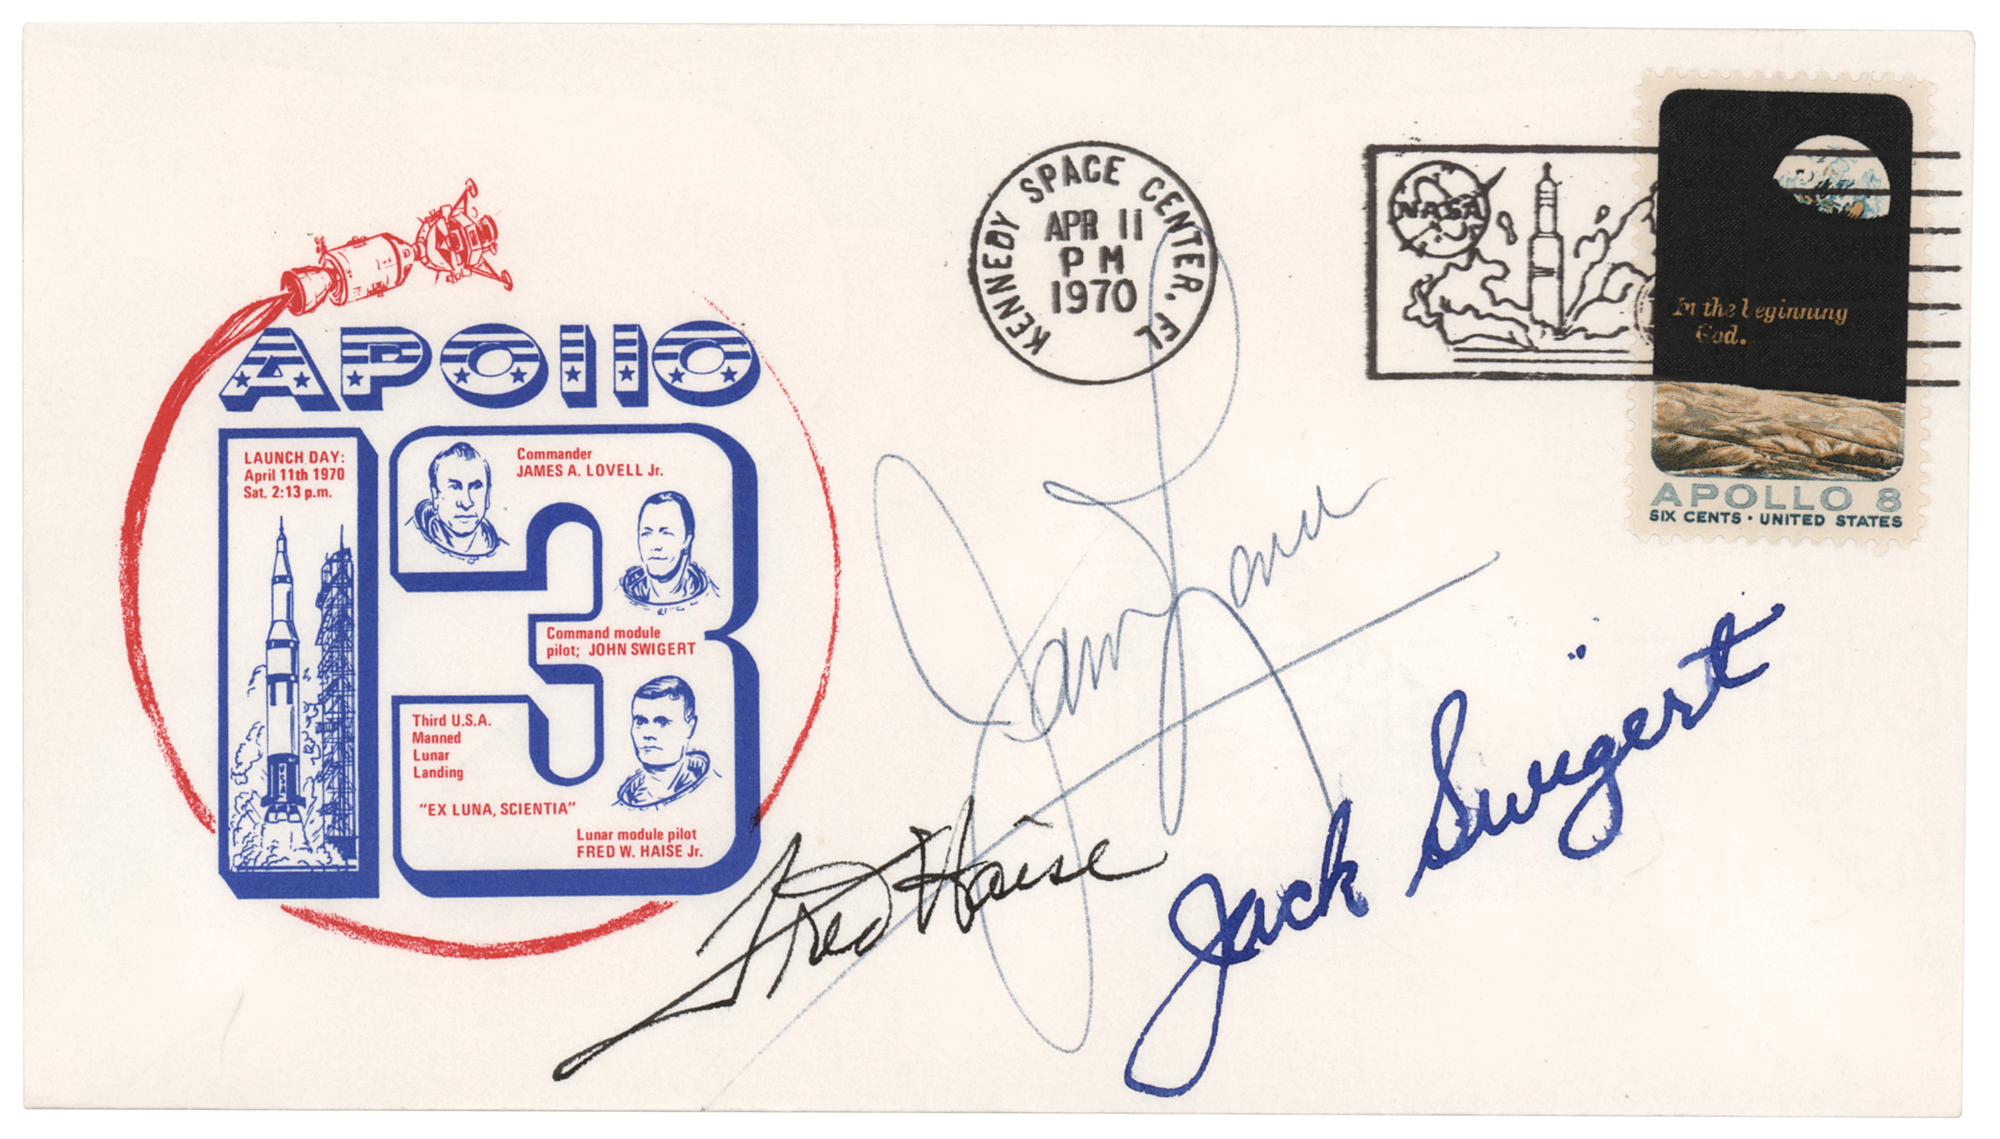 APOLLO
13
LAUNCH DAY:
April 11th 1970
Sat. 2:13 p.m.
Commander
JAMES A. LOVELL Jr.
Command module
pilot; JOHN SWIGERT
Third U.S.A.
Manned
Lunar
Landing
"EX LUNA, SCIENTIA"
Lunar module pilot
FRED W. HAISE Jr.
USA
KENNEDY SPACE CENTER, FL
APR 11
PM
1970
NASA
In the beginning
God.
APOLLO 8
SIX CENTS · UNITED STATES
James Lovell
Fred Haise
Jack Swigert